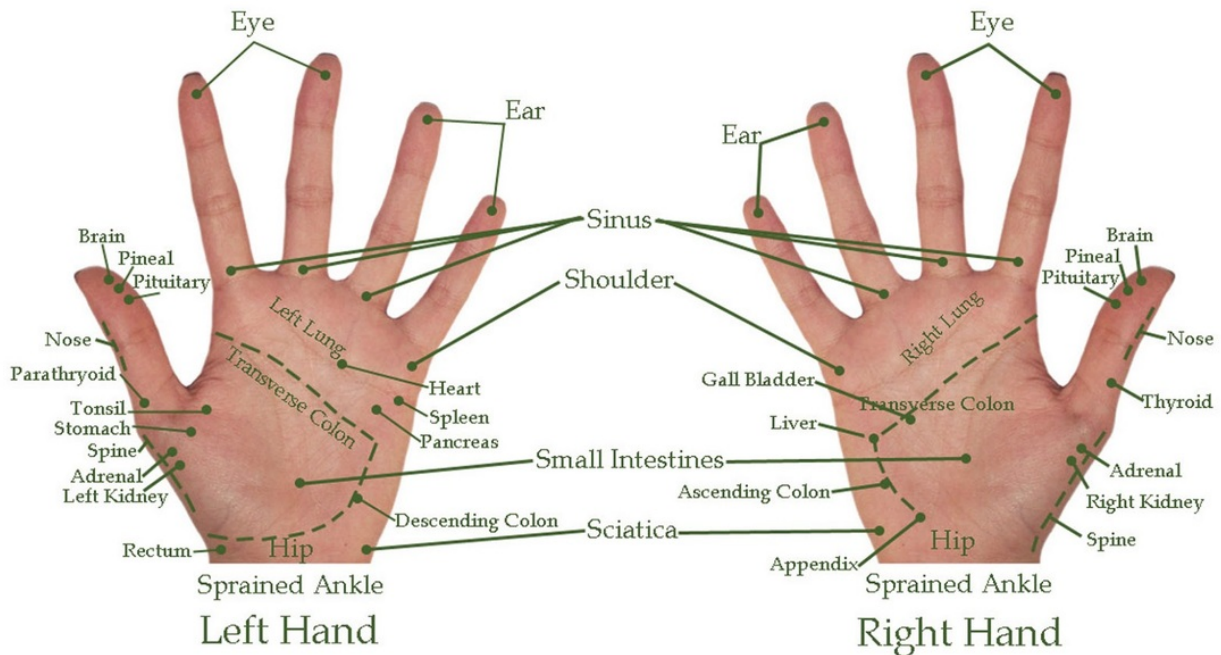 Eye
Eye
Ear
Ear
Sinus
Brain
Pineal
Pituitary
Brain
Pineal
Pituitary
Shoulder
Left Lung
Right Lung
Nose
Nose
Transverse Colon
Parathryoid
Heart
Gall Bladder
Thyroid
Tonsil
Spleen
Transverse Colon
Stomach
Pancreas
Liver
Spine
Small Intestines
Adrenal
Adrenal
Left Kidney
Ascending Colon
Right Kidney
Descending Colon
Sciatica
Spine
Rectum
Hip
Hip
Appendix
Sprained Ankle
Sprained Ankle
Left Hand
Right Hand